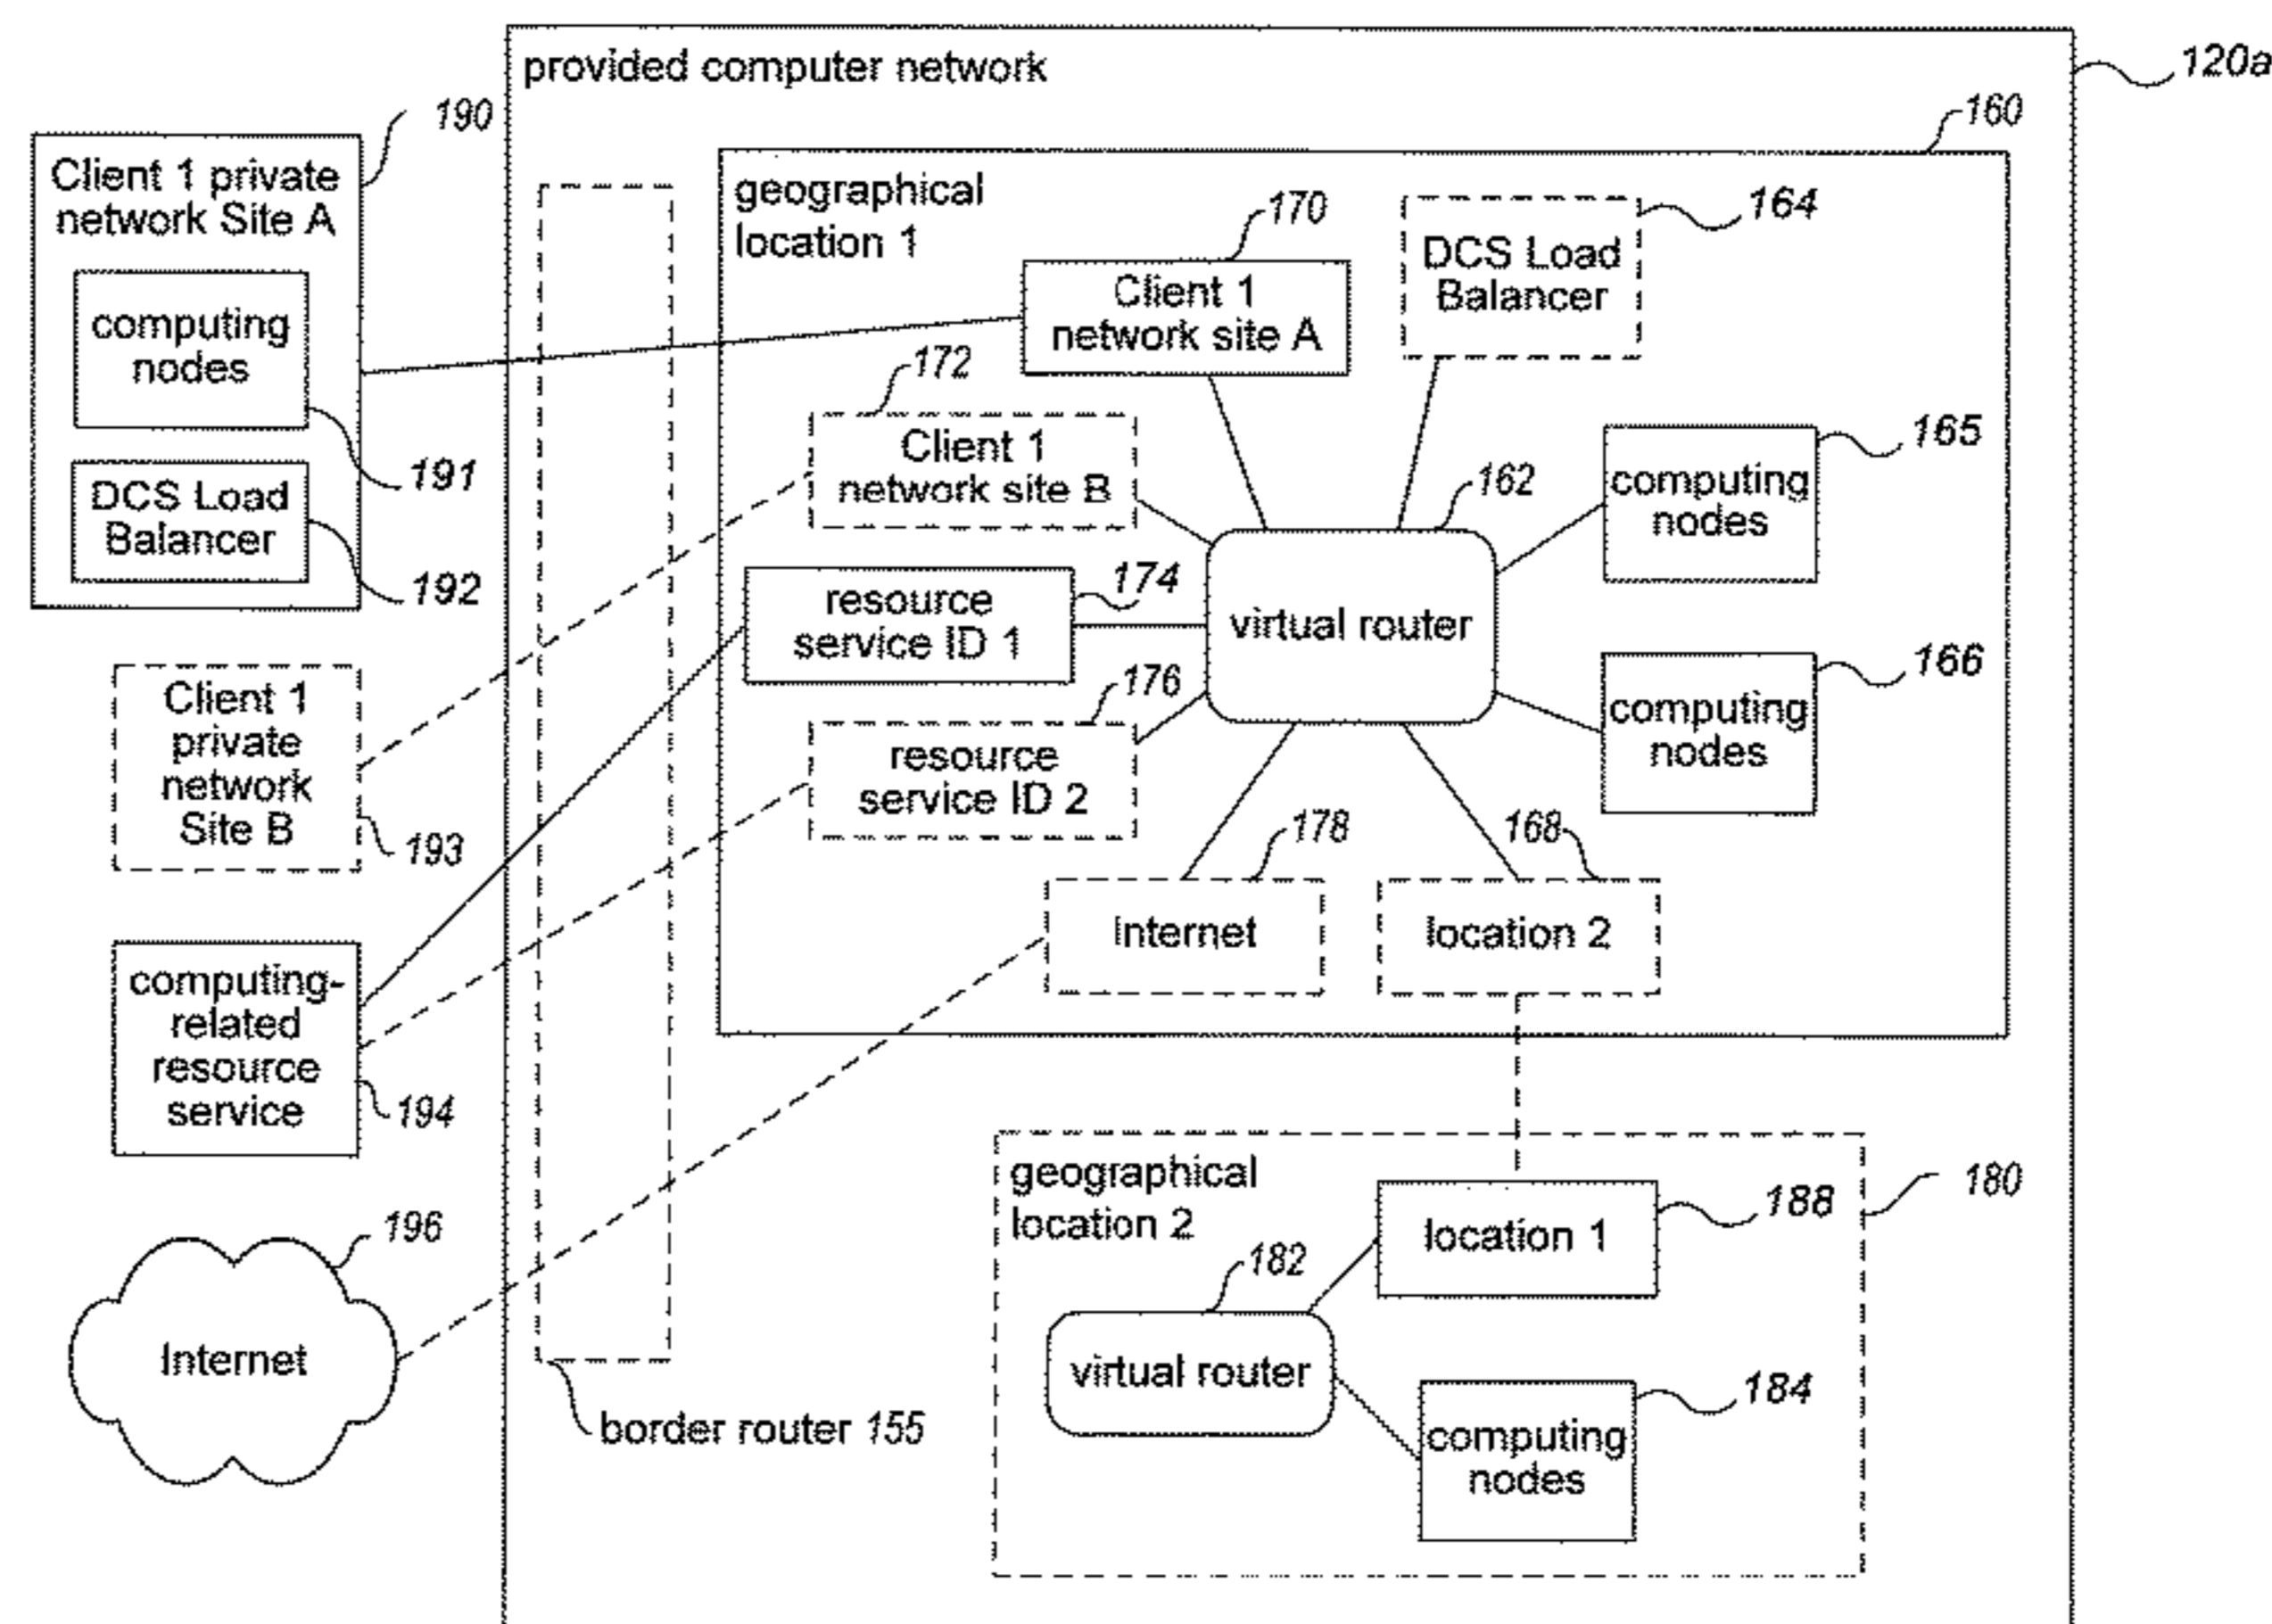 provided computer network
120a
190
160
Client 1 private
network Site A
computing
nodes
191
DCS Load
Balancer
192
geographical
location 1
170
Client 1
network site A
164
DCS Load
Balancer
172
Client 1
network site B
162
165
computing
nodes
174
resource
service ID 1
virtual router
166
computing
nodes
176
resource
service ID 2
Client 1
private
network
Site B
193
178
Internet
168
location 2
computing-
related
resource
service
194
196
Internet
border router 155
geographical
location 2
180
188
location 1
182
virtual router
184
computing
nodes